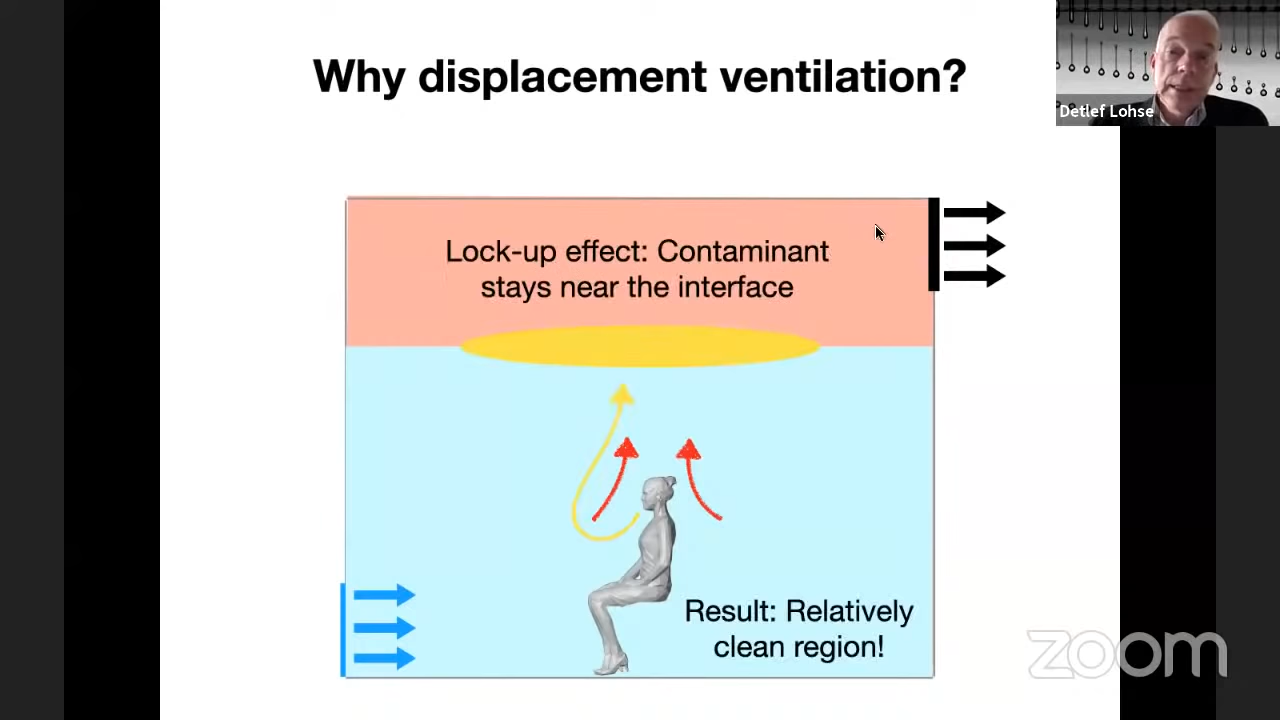 Why displacement ventilation?
Detlef Lohse
Lock-up effect: Contaminant
stays near the interface
Result: Relatively
clean region!
zoom